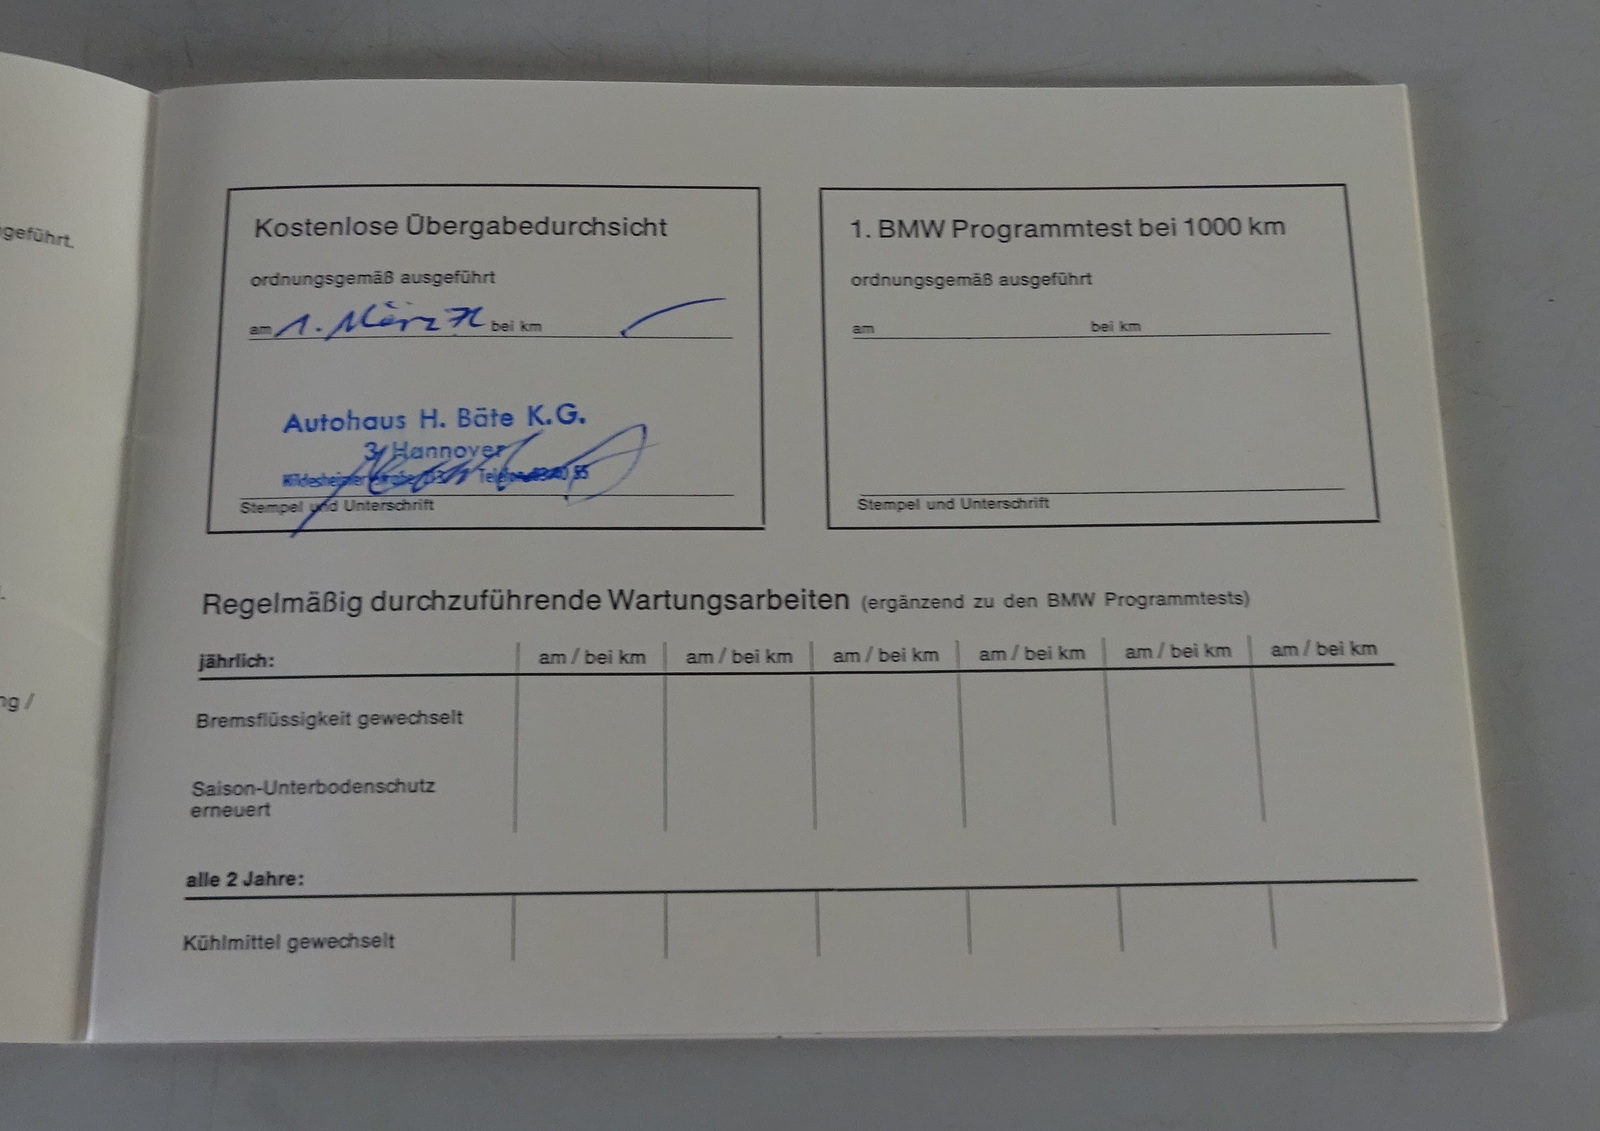 geführt.
ng /
Kostenlose Übergabedurchsicht
ordnungsgemäß ausgeführt
am 1. März bei km
Autohaus H. Bäte K.G.
3 Hannover
Stempel und Unterschrift
1. BMW Programmtest bei 1000 km
ordnungsgemäß ausgeführt
am bei km
Stempel und Unterschrift
Regelmäßig durchzuführende Wartungsarbeiten (ergänzend zu den BMW Programmtests)
jährlich: am / bei km am / bei km am / bei km am / bei km am / bei km am / bei km
Bremsflüssigkeit gewechselt
Saison-Unterbodenschutz
erneuert
alle 2 Jahre:
Kühlmittel gewechselt